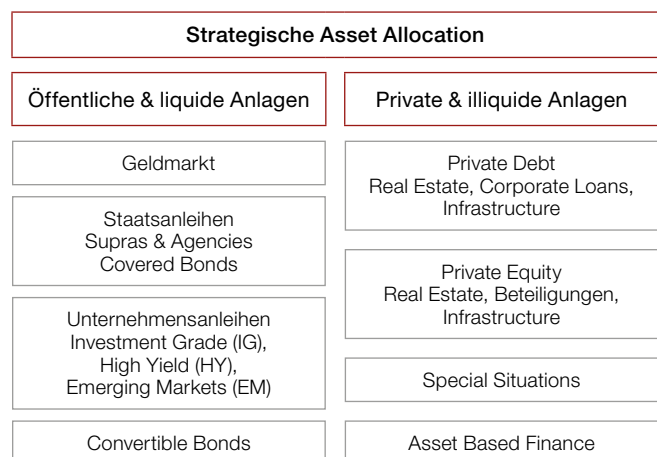 Strategische Asset Allocation
Öffentliche & liquide Anlagen
Private & illiquide Anlagen
Geldmarkt
Staatsanleihen
Supras & Agencies
Covered Bonds
Unternehmensanleihen
Investment Grade (IG),
High Yield (HY),
Emerging Markets (EM)
Convertible Bonds
Private Debt
Real Estate, Corporate Loans,
Infrastructure
Private Equity
Real Estate, Beteiligungen,
Infrastructure
Special Situations
Asset Based Finance